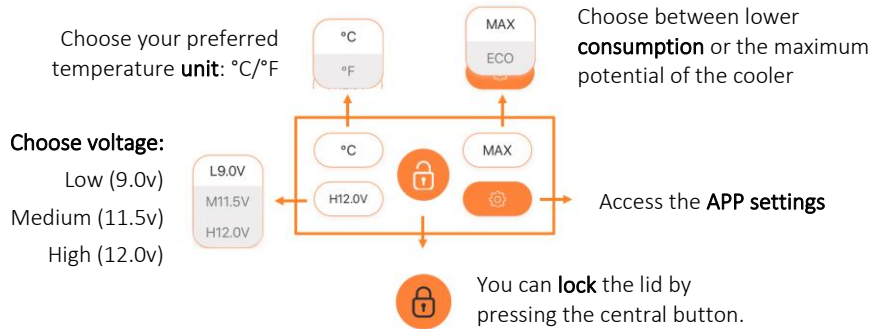 Choose your preferred
temperature unit: °C/°F
°C
°F
MAX
ECO
Choose between lower
consumption or the maximum
potential of the cooler
Choose voltage:
Low (9.0v)
Medium (11.5v)
High (12.0v)
L9.0V
M11.5V
H12.0V
°C
H12.0V
MAX
Access the APP settings
You can lock the lid by
pressing the central button.